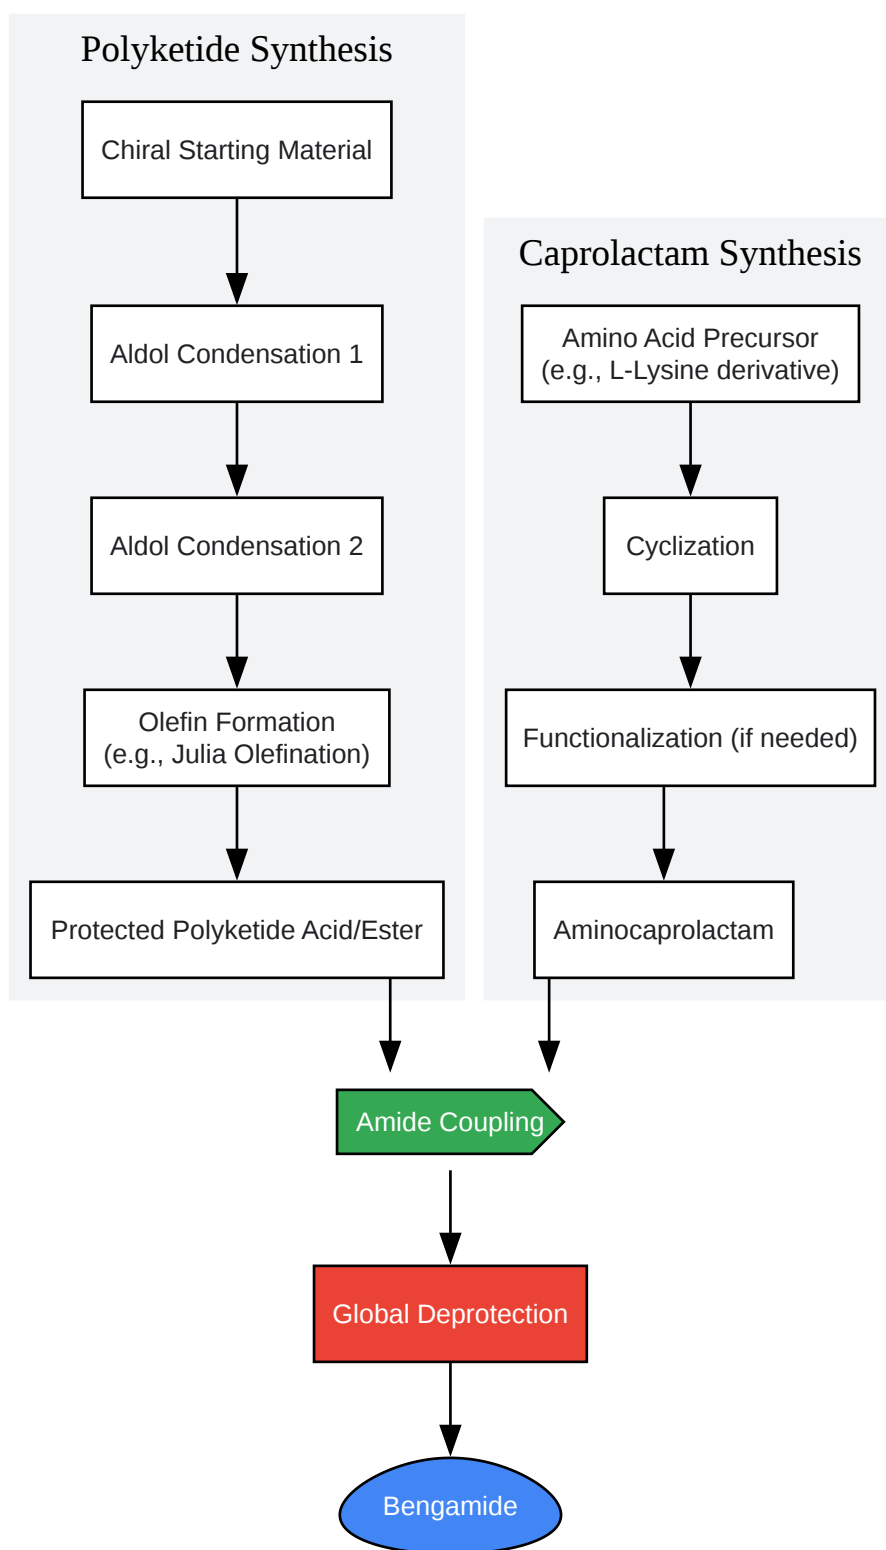 Polyketide Synthesis
Chiral Starting Material
Aldol Condensation 1
Aldol Condensation 2
Olefin Formation
(e.g., Julia Olefination)
Protected Polyketide Acid/Ester
Caprolactam Synthesis
Amino Acid Precursor
(e.g., L-Lysine derivative)
Cyclization
Functionalization (if needed)
Aminocaprolactam
Amide Coupling
Global Deprotection
Bengamide